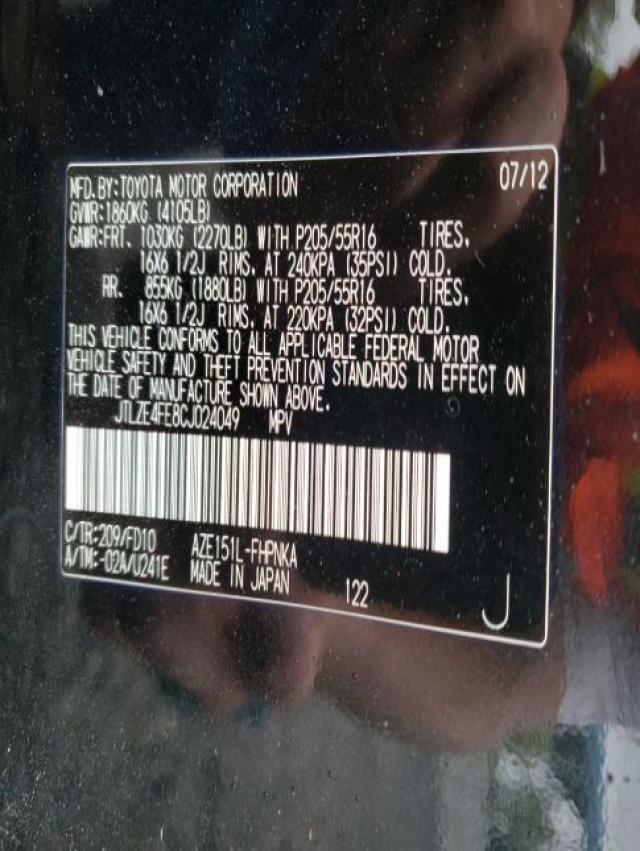 MFD.BY:TOYOTA MOTOR CORPORATION 07/12
GVWR:1860KG (4105LB)
GAWR:FRT. 1030KG (2270LB) WITH P205/55R16 TIRES,
16X6 1/2J RIMS, AT 240KPA (35PSI) COLD.
RR. 855KG (1880LB) WITH P205/55R16 TIRES,
16X6 1/2J RIMS, AT 220KPA (32PSI) COLD.
THIS VEHICLE CONFORMS TO ALL APPLICABLE FEDERAL MOTOR
VEHICLE SAFETY AND THEFT PREVENTION STANDARDS IN EFFECT ON
THE DATE OF MANUFACTURE SHOWN ABOVE.
JTLZE4FE8CJ024049 MPV
C/TR:209/FD10 AZE151L-FHPNKA
A/TM:-02A/U241E MADE IN JAPAN 122 J